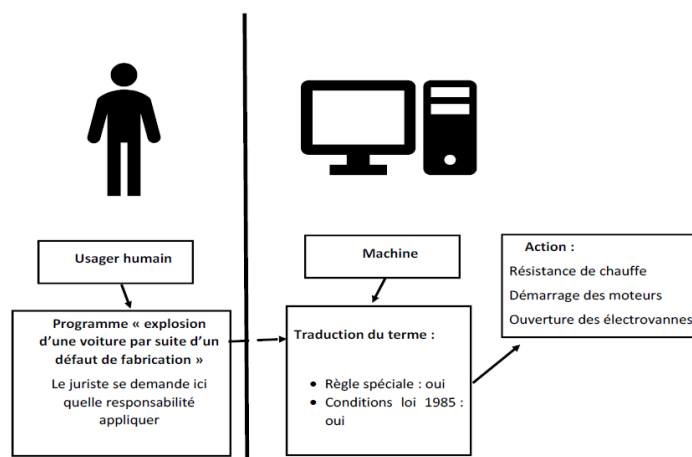 Usager humain
Programme « explosion
d’une voiture par suite d’un
défaut de fabrication »
Le juriste se demande ici
quelle responsabilité
appliquer
Machine
Traduction du terme :
• Règle spéciale : oui
• Conditions loi 1985 :
oui
Action :
Résistance de chauffe
Démarrage des moteurs
Ouverture des électrovannes